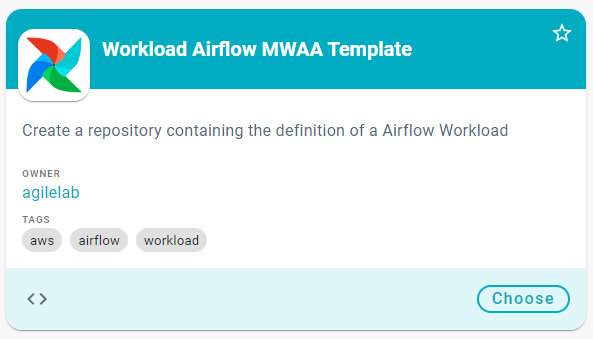 Workload Airflow MWAA Template
Create a repository containing the definition of a Airflow Workload
OWNER
agilelab
TAGS
aws airflow workload
Choose